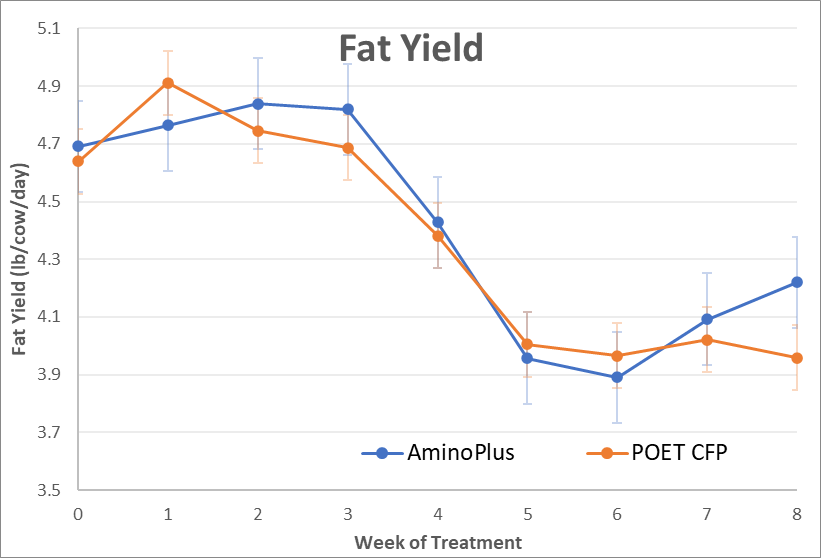 Fat Yield
5.1
4.9
4.7
4.5
4.3
4.1
3.9
3.7
3.5
Fat Yield (lb/cow/day)
AminoPlus
POET CFP
0 1 2 3 4 5 6 7 8
Week of Treatment